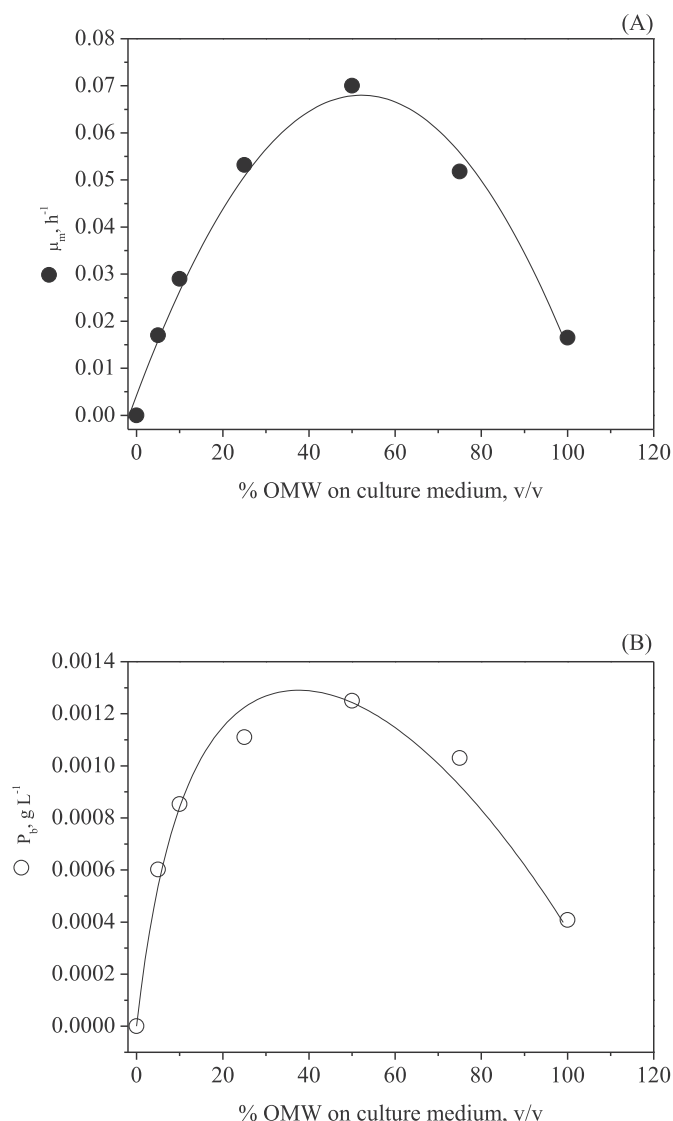 (A)
0.08
0.07
0.06
0.05
0.04
0.03
0.02
0.01
0.00
μm, h-1
0 20 40 60 80 100 120
% OMW on culture medium, v/v
(B)
0.0014
0.0012
0.0010
0.0008
0.0006
0.0004
0.0002
0.0000
Pb, g L-1
0 20 40 60 80 100 120
% OMW on culture medium, v/v